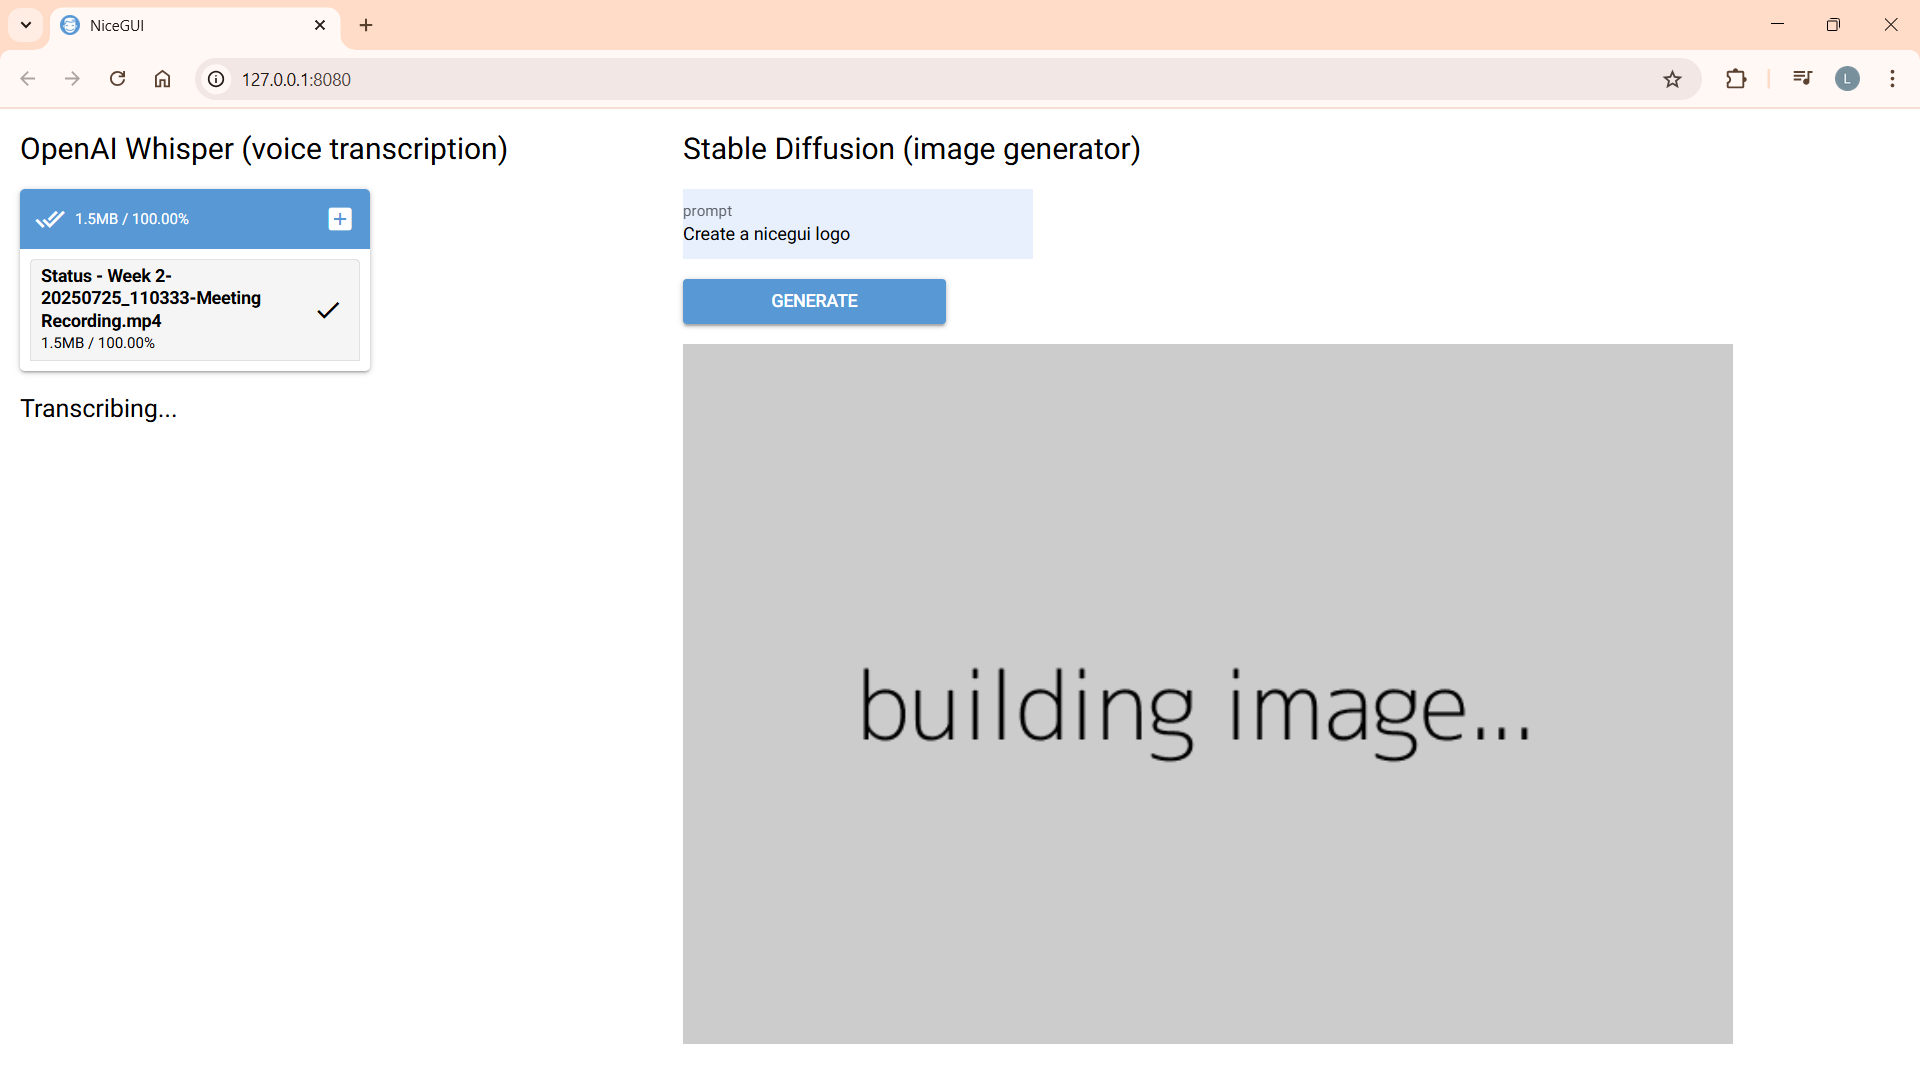 NiceGUI
127.0.0.1:8080
L
OpenAI Whisper (voice transcription)
1.5MB / 100.00%
Status - Week 2-
20250725_110333-Meeting
Recording.mp4
1.5MB / 100.00%
Transcribing...
Stable Diffusion (image generator)
prompt
Create a nicegui logo
GENERATE
building image...